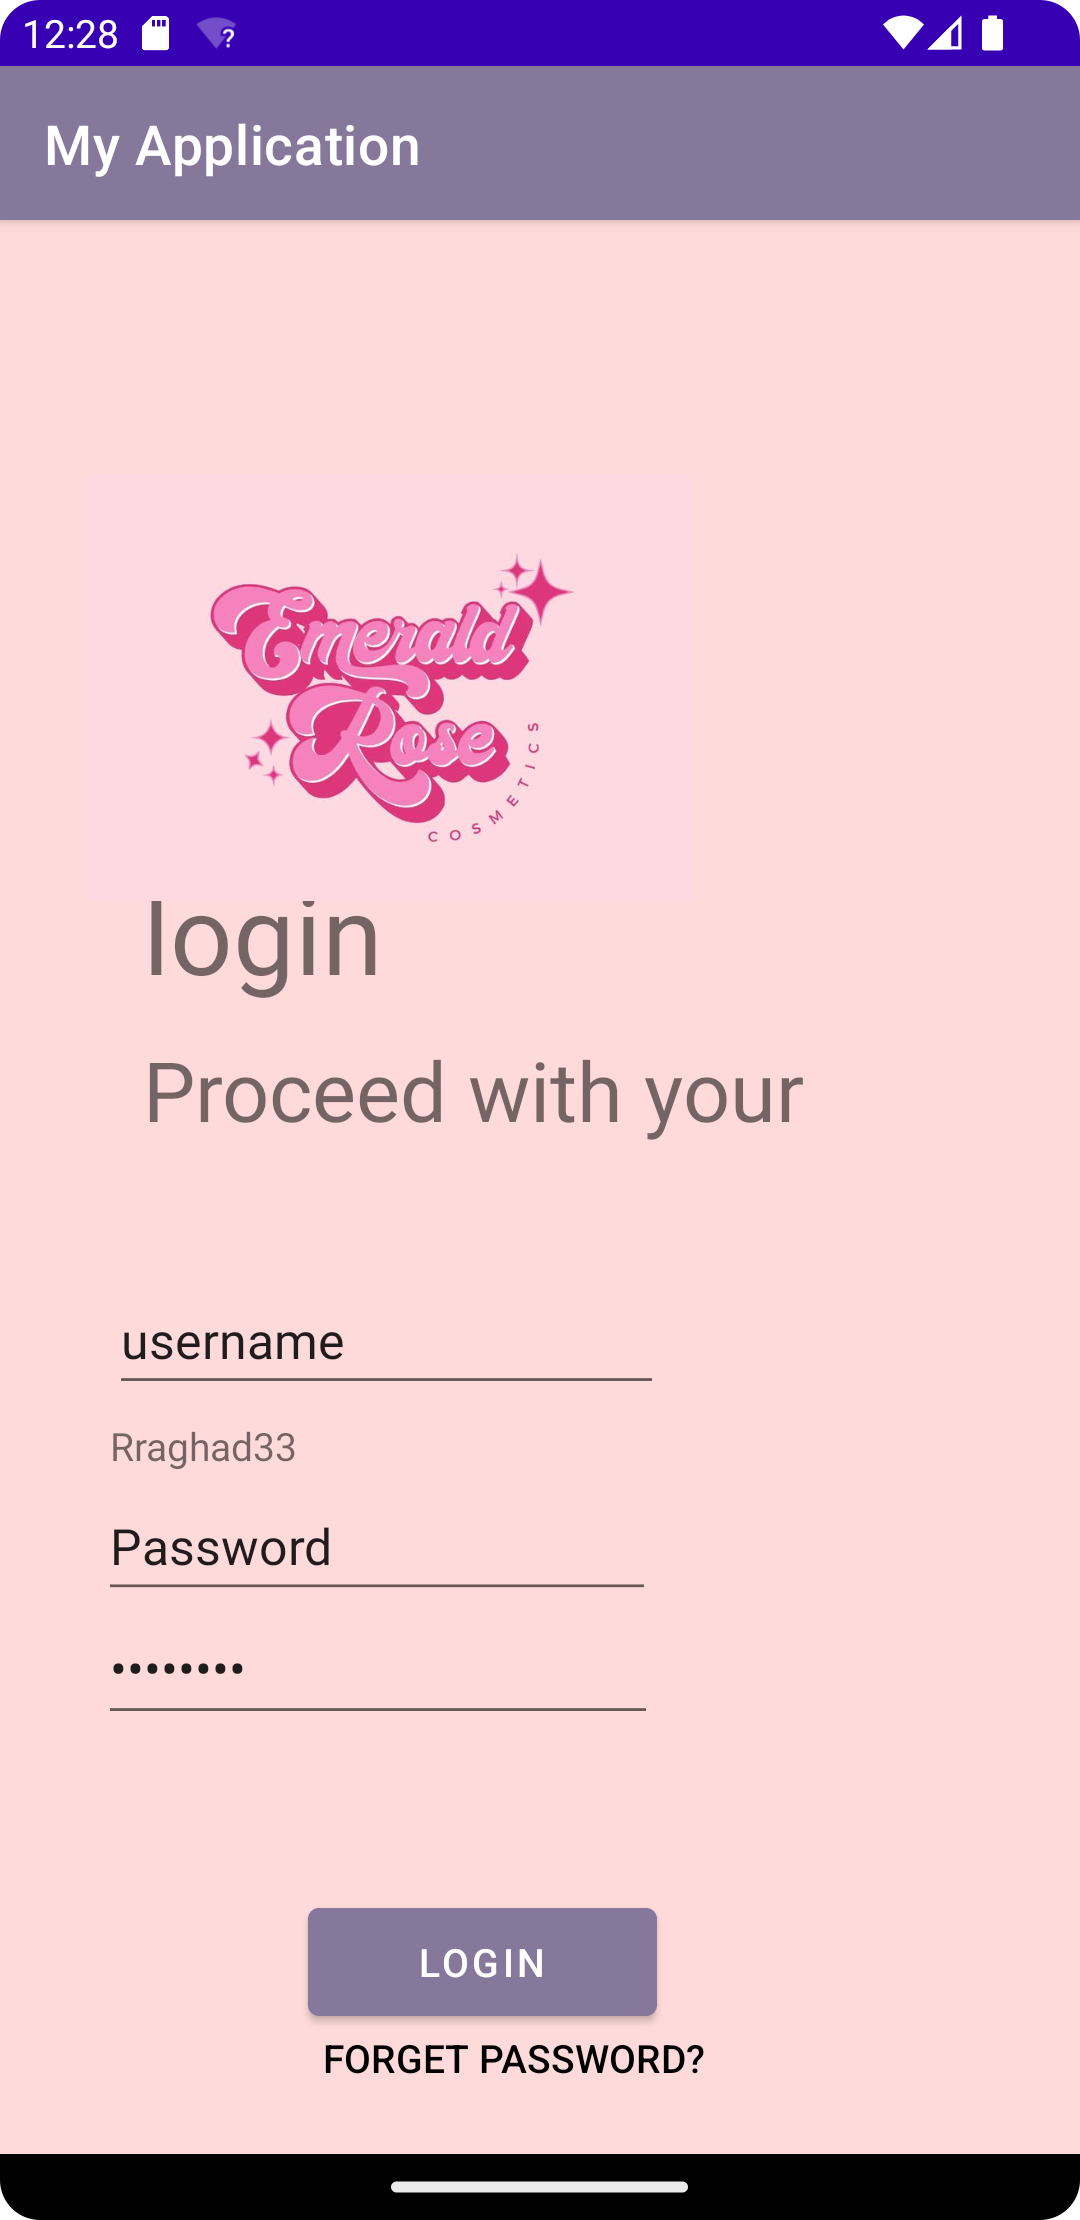 12:28
My Application
Emerald
Rose
COSMETICS
login
Proceed with your
username
Rraghad33
Password
••••••••
LOGIN
FORGET PASSWORD?